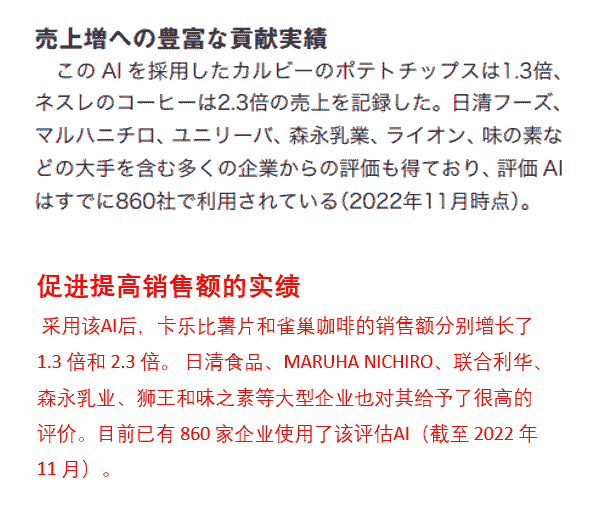 売上増への豊富な貢献実績
このAIを採用したカルビーのポテトチップスは1.3倍、
ネスレのコーヒーは2.3倍の売上を記録した。日清フーズ、
マルハニチロ、ユニリーバ、森永乳業、ライオン、味の素な
どの大手を含む多くの企業からの評価も得ており、評価AI
はすでに860社で利用されている（2022年11月時点）。
促进提高销售额的实绩
采用该AI后，卡乐比薯片和雀巢咖啡的销售额分别增长了
1.3 倍和 2.3 倍。 日清食品、MARUHA NICHIRO、联合利华、
森永乳业、狮王和味之素等大型企业也对其给予了很高的
评价。目前已有 860 家企业使用了该评估AI（截至 2022 年
11 月）。